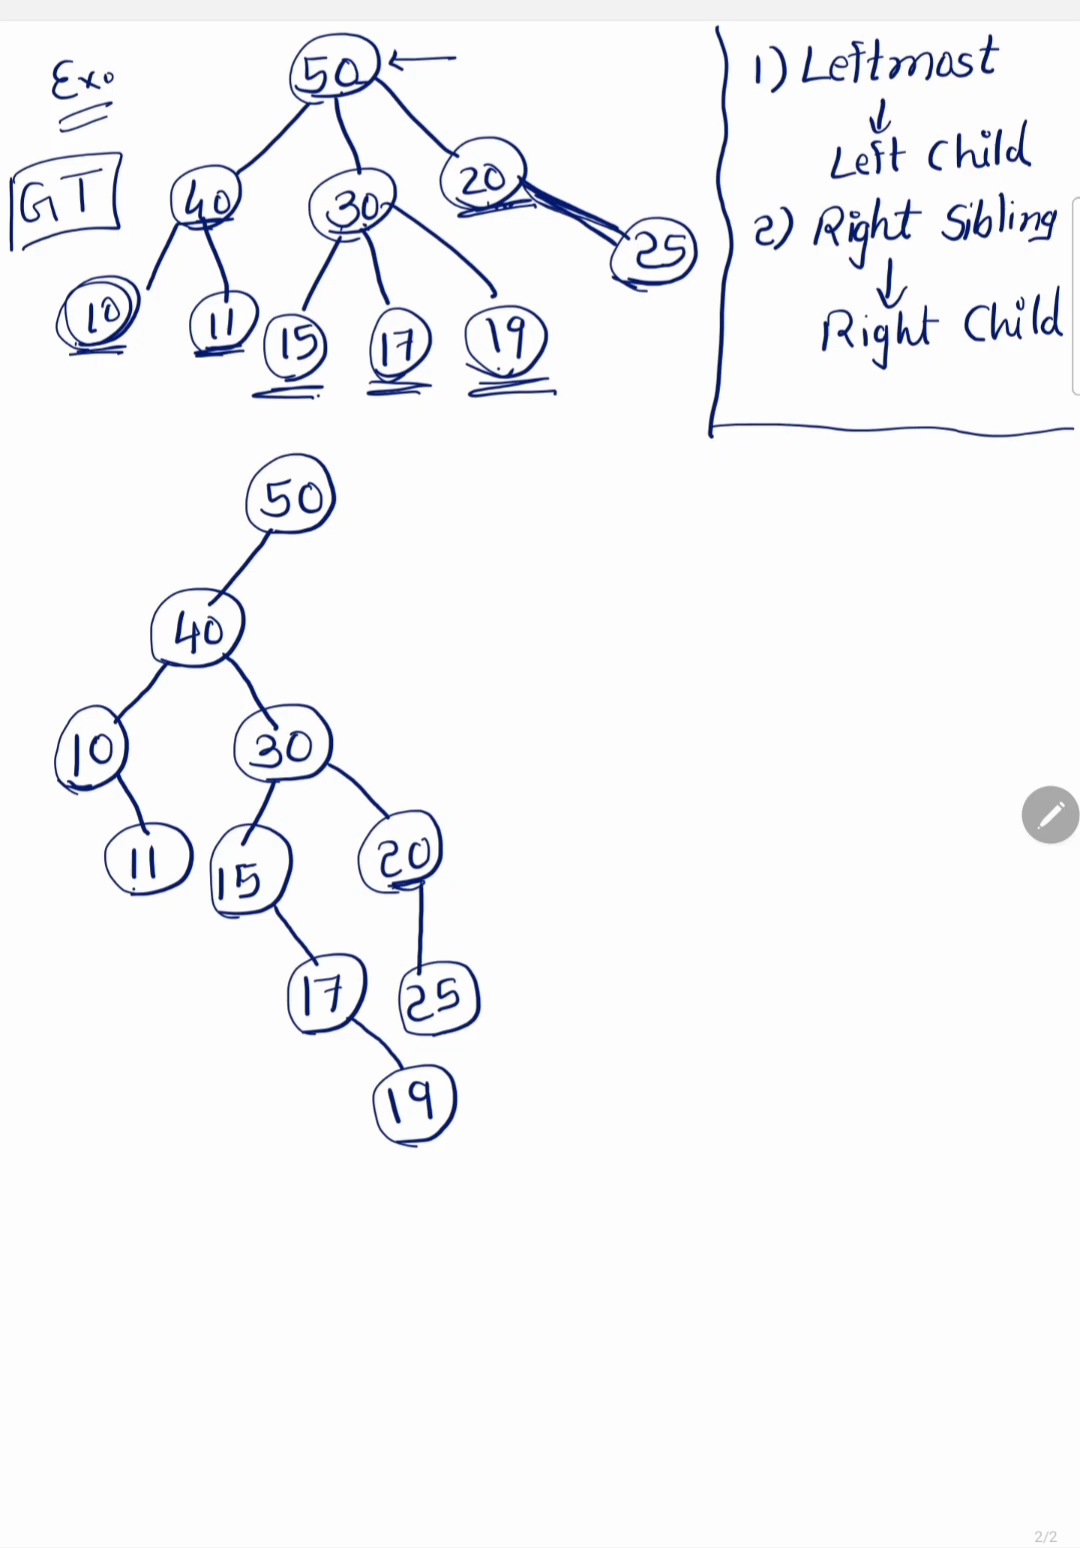 Ex:
GT
50
40 30 20
25
10 11 15 17 19
1) Leftmost
Left Child
2) Right Sibling
Right Child
50
40
10 30
11 15 20
17 25
19
2/2